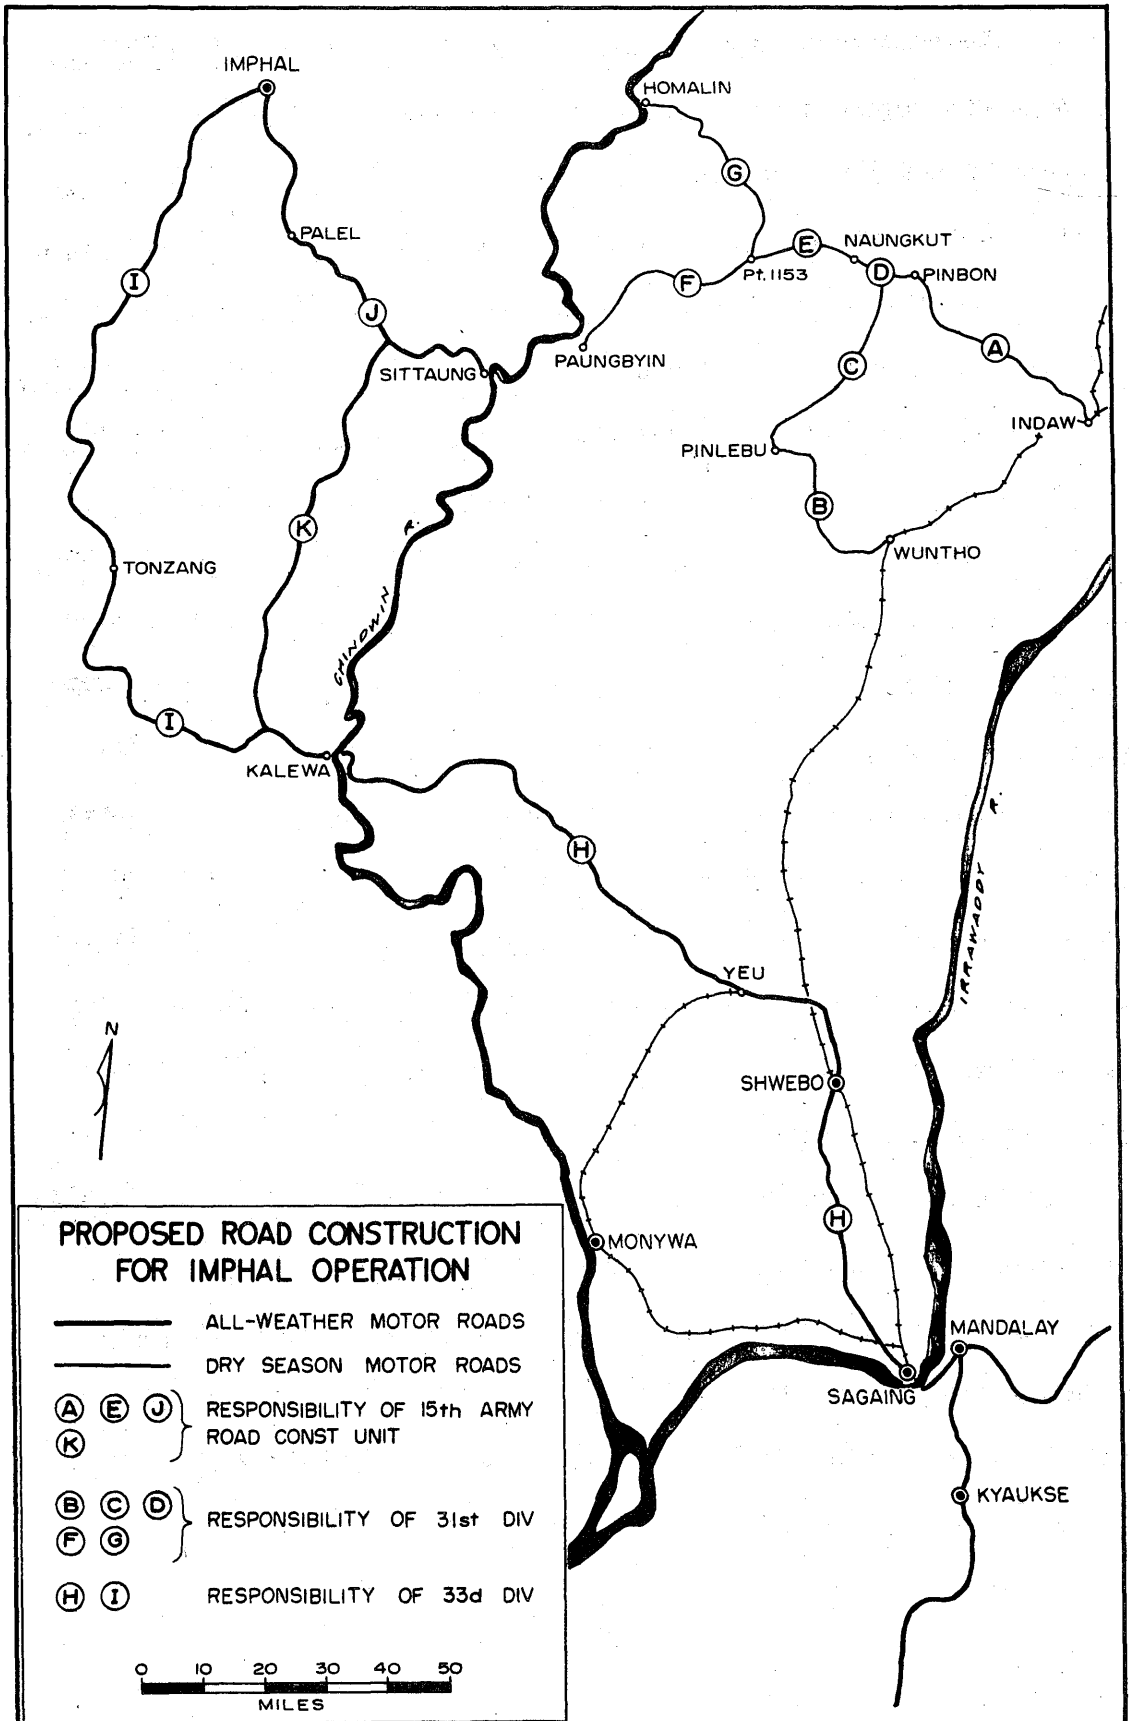 IMPHAL
HOMALIN
G
PALEL
E
NAUNGKUT
I
F
Pt. 1153
D
PINBON
J
A
SITTAUNG
PAUNGBYIN
C
INDAW
PINLEBU
K
R.
B
WUNTHO
TONZANG
CHINDWIN
I
KALEWA
R.
H
IRRAWADDY
YEU
N
SHWEBO
H
MONYWA
MANDALAY
SAGAING
KYAUKSE
PROPOSED ROAD CONSTRUCTION
FOR IMPHAL OPERATION
ALL-WEATHER MOTOR ROADS
DRY SEASON MOTOR ROADS
A E J RESPONSIBILITY OF 15th ARMY
K ROAD CONST UNIT
B C D
RESPONSIBILITY OF 31st DIV
F G
H I RESPONSIBILITY OF 33d DIV
0 10 20 30 40 50
MILES